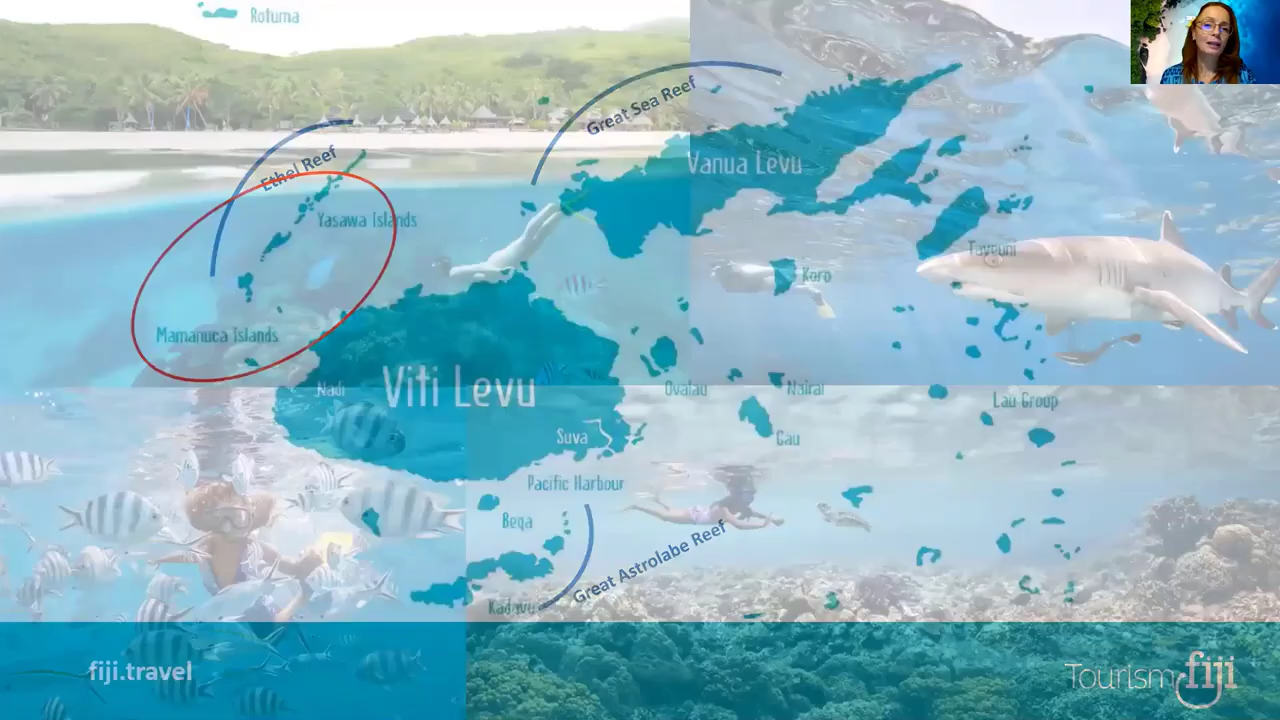 Rotuma
Great Sea Reef
Ethel Reef
Vanua Levu
Yasawa Islands
Taveuni
Koro
Mamanuca Islands
Nadi
Viti Levu
Ovalau
Nairai
Lau Group
Suva
Gau
Pacific Harbour
Beqa
Great Astrolabe Reef
Kadavu
fiji.travel
Tourism fiji